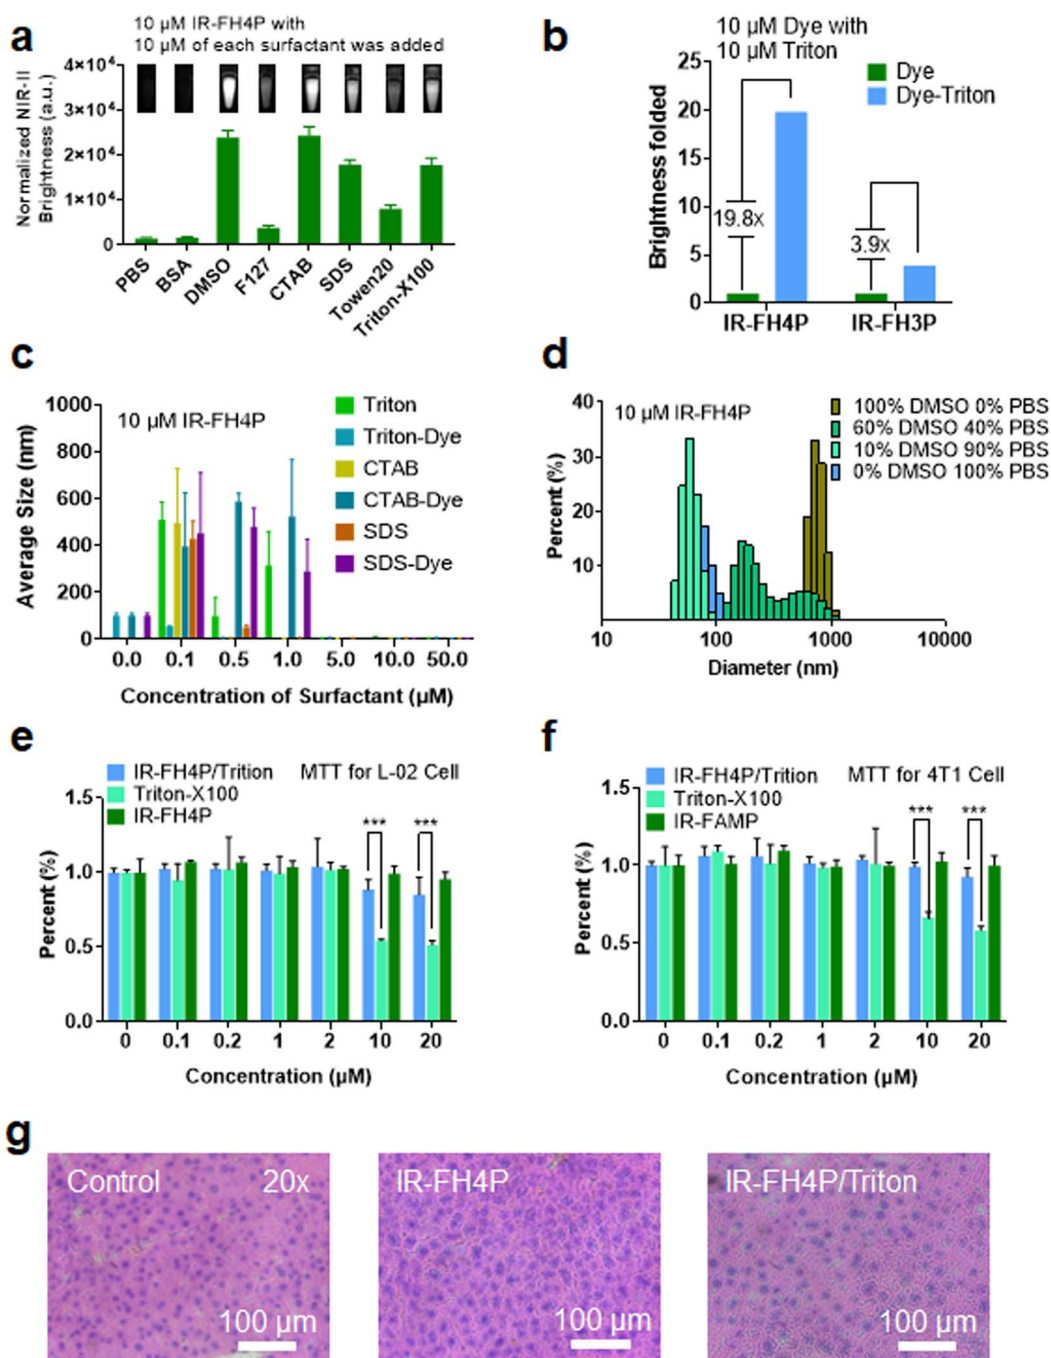 a
10 µM IR-FH4P with
10 µM of each surfactant was added
Normalized NIR-II
Brightness (a.u.)
4×10⁴
3×10⁴
2×10⁴
1×10⁴
0
PBS
BSA
DMSO
F127
CTAB
SDS
Towen20
Triton-X100
b
10 µM Dye with
10 µM Triton
Dye
Dye-Triton
Brightness folded
25
20
15
10
5
0
19.8x
3.9x
IR-FH4P
IR-FH3P
c
10 µM IR-FH4P
Average Size (nm)
1000
800
600
400
200
0
Triton
Triton-Dye
CTAB
CTAB-Dye
SDS
SDS-Dye
0.0 0.1 0.5 1.0 5.0 10.0 50.0
Concentration of Surfactant (µM)
d
10 µM IR-FH4P
100% DMSO 0% PBS
60% DMSO 40% PBS
10% DMSO 90% PBS
0% DMSO 100% PBS
Percent (%)
40
30
20
10
10 100 1000 10000
Diameter (nm)
e
IR-FH4P/Trition
Triton-X100
IR-FH4P
MTT for L-02 Cell
Percent (%)
1.5
1.0
0.5
0.0
*** ***
0 0.1 0.2 1 2 10 20
Concentration (µM)
f
IR-FH4P/Trition
Triton-X100
IR-FAMP
MTT for 4T1 Cell
Percent (%)
1.5
1.0
0.5
0.0
*** ***
0 0.1 0.2 1 2 10 20
Concentration (µM)
g
Control 20x
100 µm
IR-FH4P
100 µm
IR-FH4P/Triton
100 µm